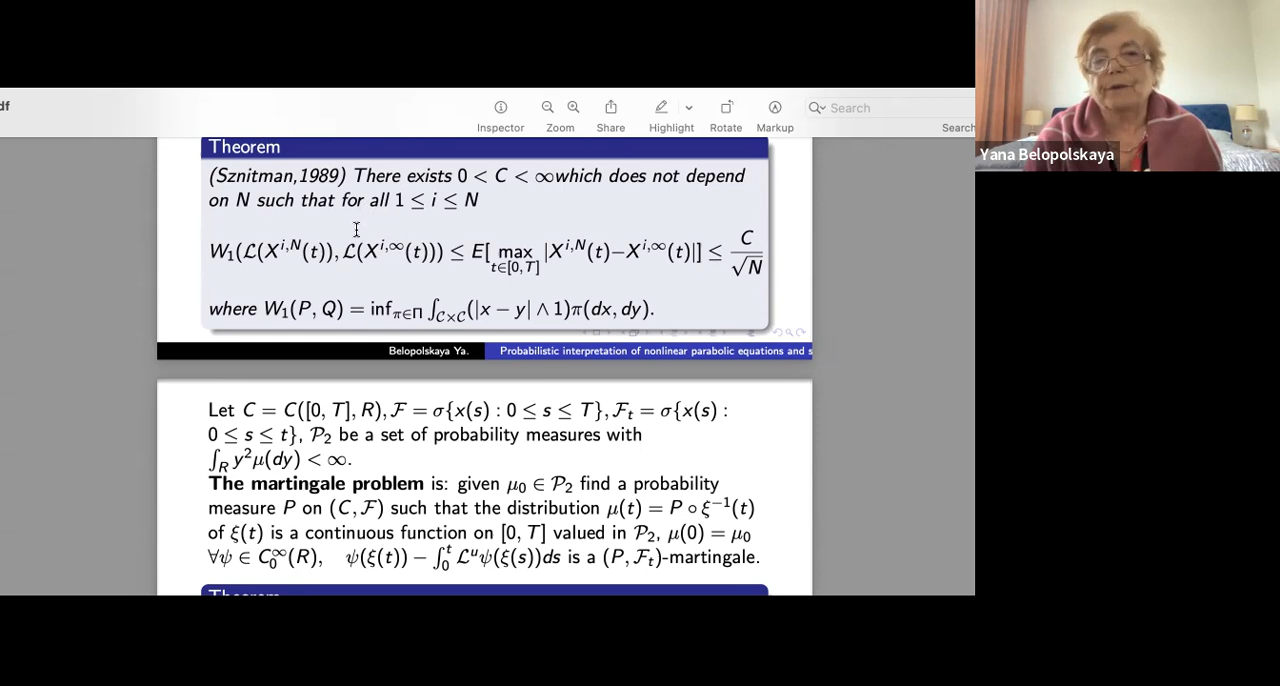 df
Inspector
Zoom
Share
Highlight
Rotate
Markup
Search
Search
Yana Belopolskaya
Theorem
(Sznitman,1989) There exists 0 < C < ∞which does not depend
on N such that for all 1 ≤ i ≤ N
W₁(ℒ(X^{i,N}(t)), ℒ(X^{i,∞}(t))) ≤ E[ max_{t∈[0,T]} |X^{i,N}(t)−X^{i,∞}(t)|] ≤ C/√N
where W₁(P, Q) = inf_{π∈Π} ∫_{𝒞×𝒞}(|x − y| ∧ 1)π(dx, dy).
Belopolskaya Ya.
Probabilistic interpretation of nonlinear parabolic equations and s
Let C = C([0, T], R), ℱ = σ{x(s) : 0 ≤ s ≤ T}, ℱ_t = σ{x(s) :
0 ≤ s ≤ t}, 𝒫₂ be a set of probability measures with
∫_R y²μ(dy) < ∞.
The martingale problem is: given μ₀ ∈ 𝒫₂ find a probability
measure P on (C, ℱ) such that the distribution μ(t) = P ∘ ξ⁻¹(t)
of ξ(t) is a continuous function on [0, T] valued in 𝒫₂, μ(0) = μ₀
∀ψ ∈ C₀^∞(R), ψ(ξ(t)) − ∫₀^t ℒ^u ψ(ξ(s))ds is a (P, ℱ_t)-martingale.
Theorem